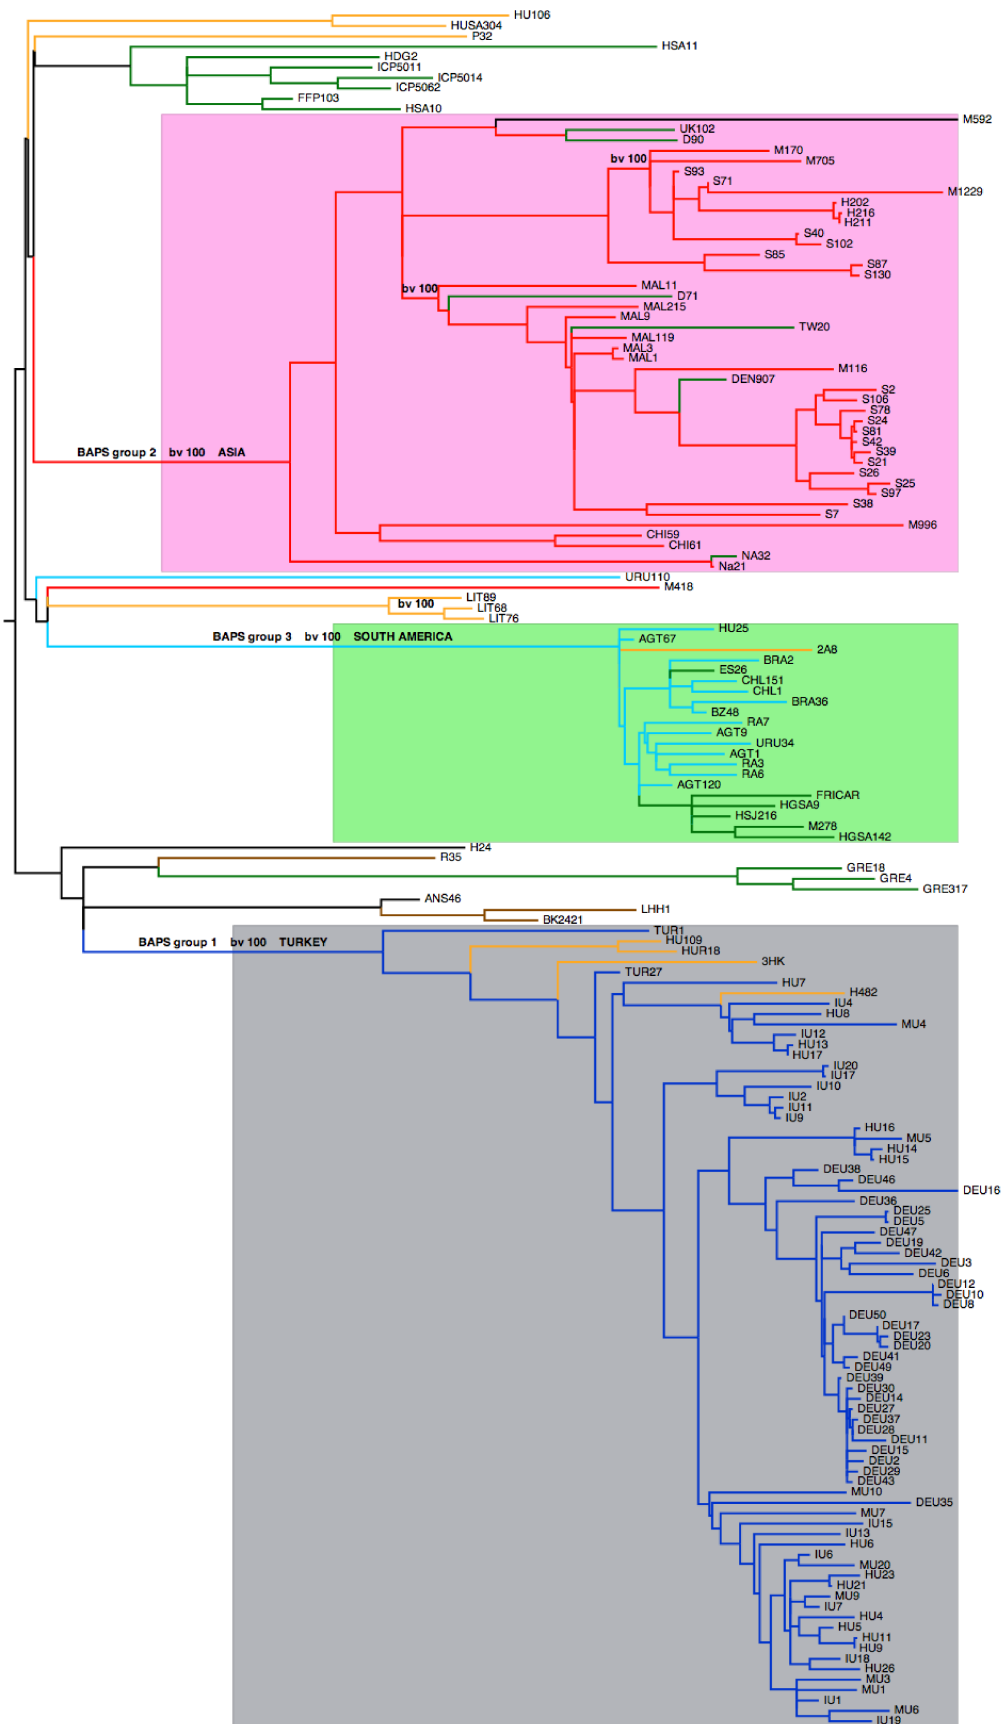 HU106
HUSA304
P32
HSA11
HDG2
ICP5011
ICP5014
ICP5062
FFP103
HSA10
M592
UK102
D90
bv 100
M170
M705
S93
S71
M1229
H202
H216
H211
S40
S102
S85
S87
S130
bv 100
MAL11
D71
MAL215
MAL9
TW20
MAL119
MAL3
MAL1
M116
DEN907
S2
S106
S78
S24
S81
S42
S39
S21
BAPS group 2 bv 100 ASIA
S26
S25
S97
S38
S7
M996
CHI59
CHI61
NA32
Na21
URU110
M418
LIT89
bv 100
LIT68
LIT76
HU25
BAPS group 3 bv 100 SOUTH AMERICA
AGT67
2A8
BRA2
ES26
CHL151
CHL1
BRA36
BZ48
RA7
AGT9
URU34
AGT1
RA3
RA6
AGT120
FRICAR
HGSA9
HSJ216
M278
HGSA142
H24
R35
GRE18
GRE4
GRE317
ANS46
LHH1
BK2421
TUR1
BAPS group 1 bv 100 TURKEY
HU109
HUR18
3HK
TUR27
HU7
H482
IU4
HU8
MU4
IU12
HU13
HU17
IU20
IU17
IU10
IU2
IU11
IU9
HU16
MU5
HU14
HU15
DEU38
DEU46
DEU16
DEU36
DEU25
DEU5
DEU47
DEU19
DEU42
DEU3
DEU6
DEU12
DEU10
DEU8
DEU50
DEU17
DEU23
DEU20
DEU41
DEU49
DEU39
DEU30
DEU14
DEU27
DEU37
DEU28
DEU11
DEU15
DEU2
DEU29
DEU43
MU10
DEU35
MU7
IU15
IU13
HU6
IU6
MU20
HU23
HU21
MU9
IU7
HU4
HU5
HU11
HU9
IU18
HU26
MU3
MU1
IU1
MU6
IU19